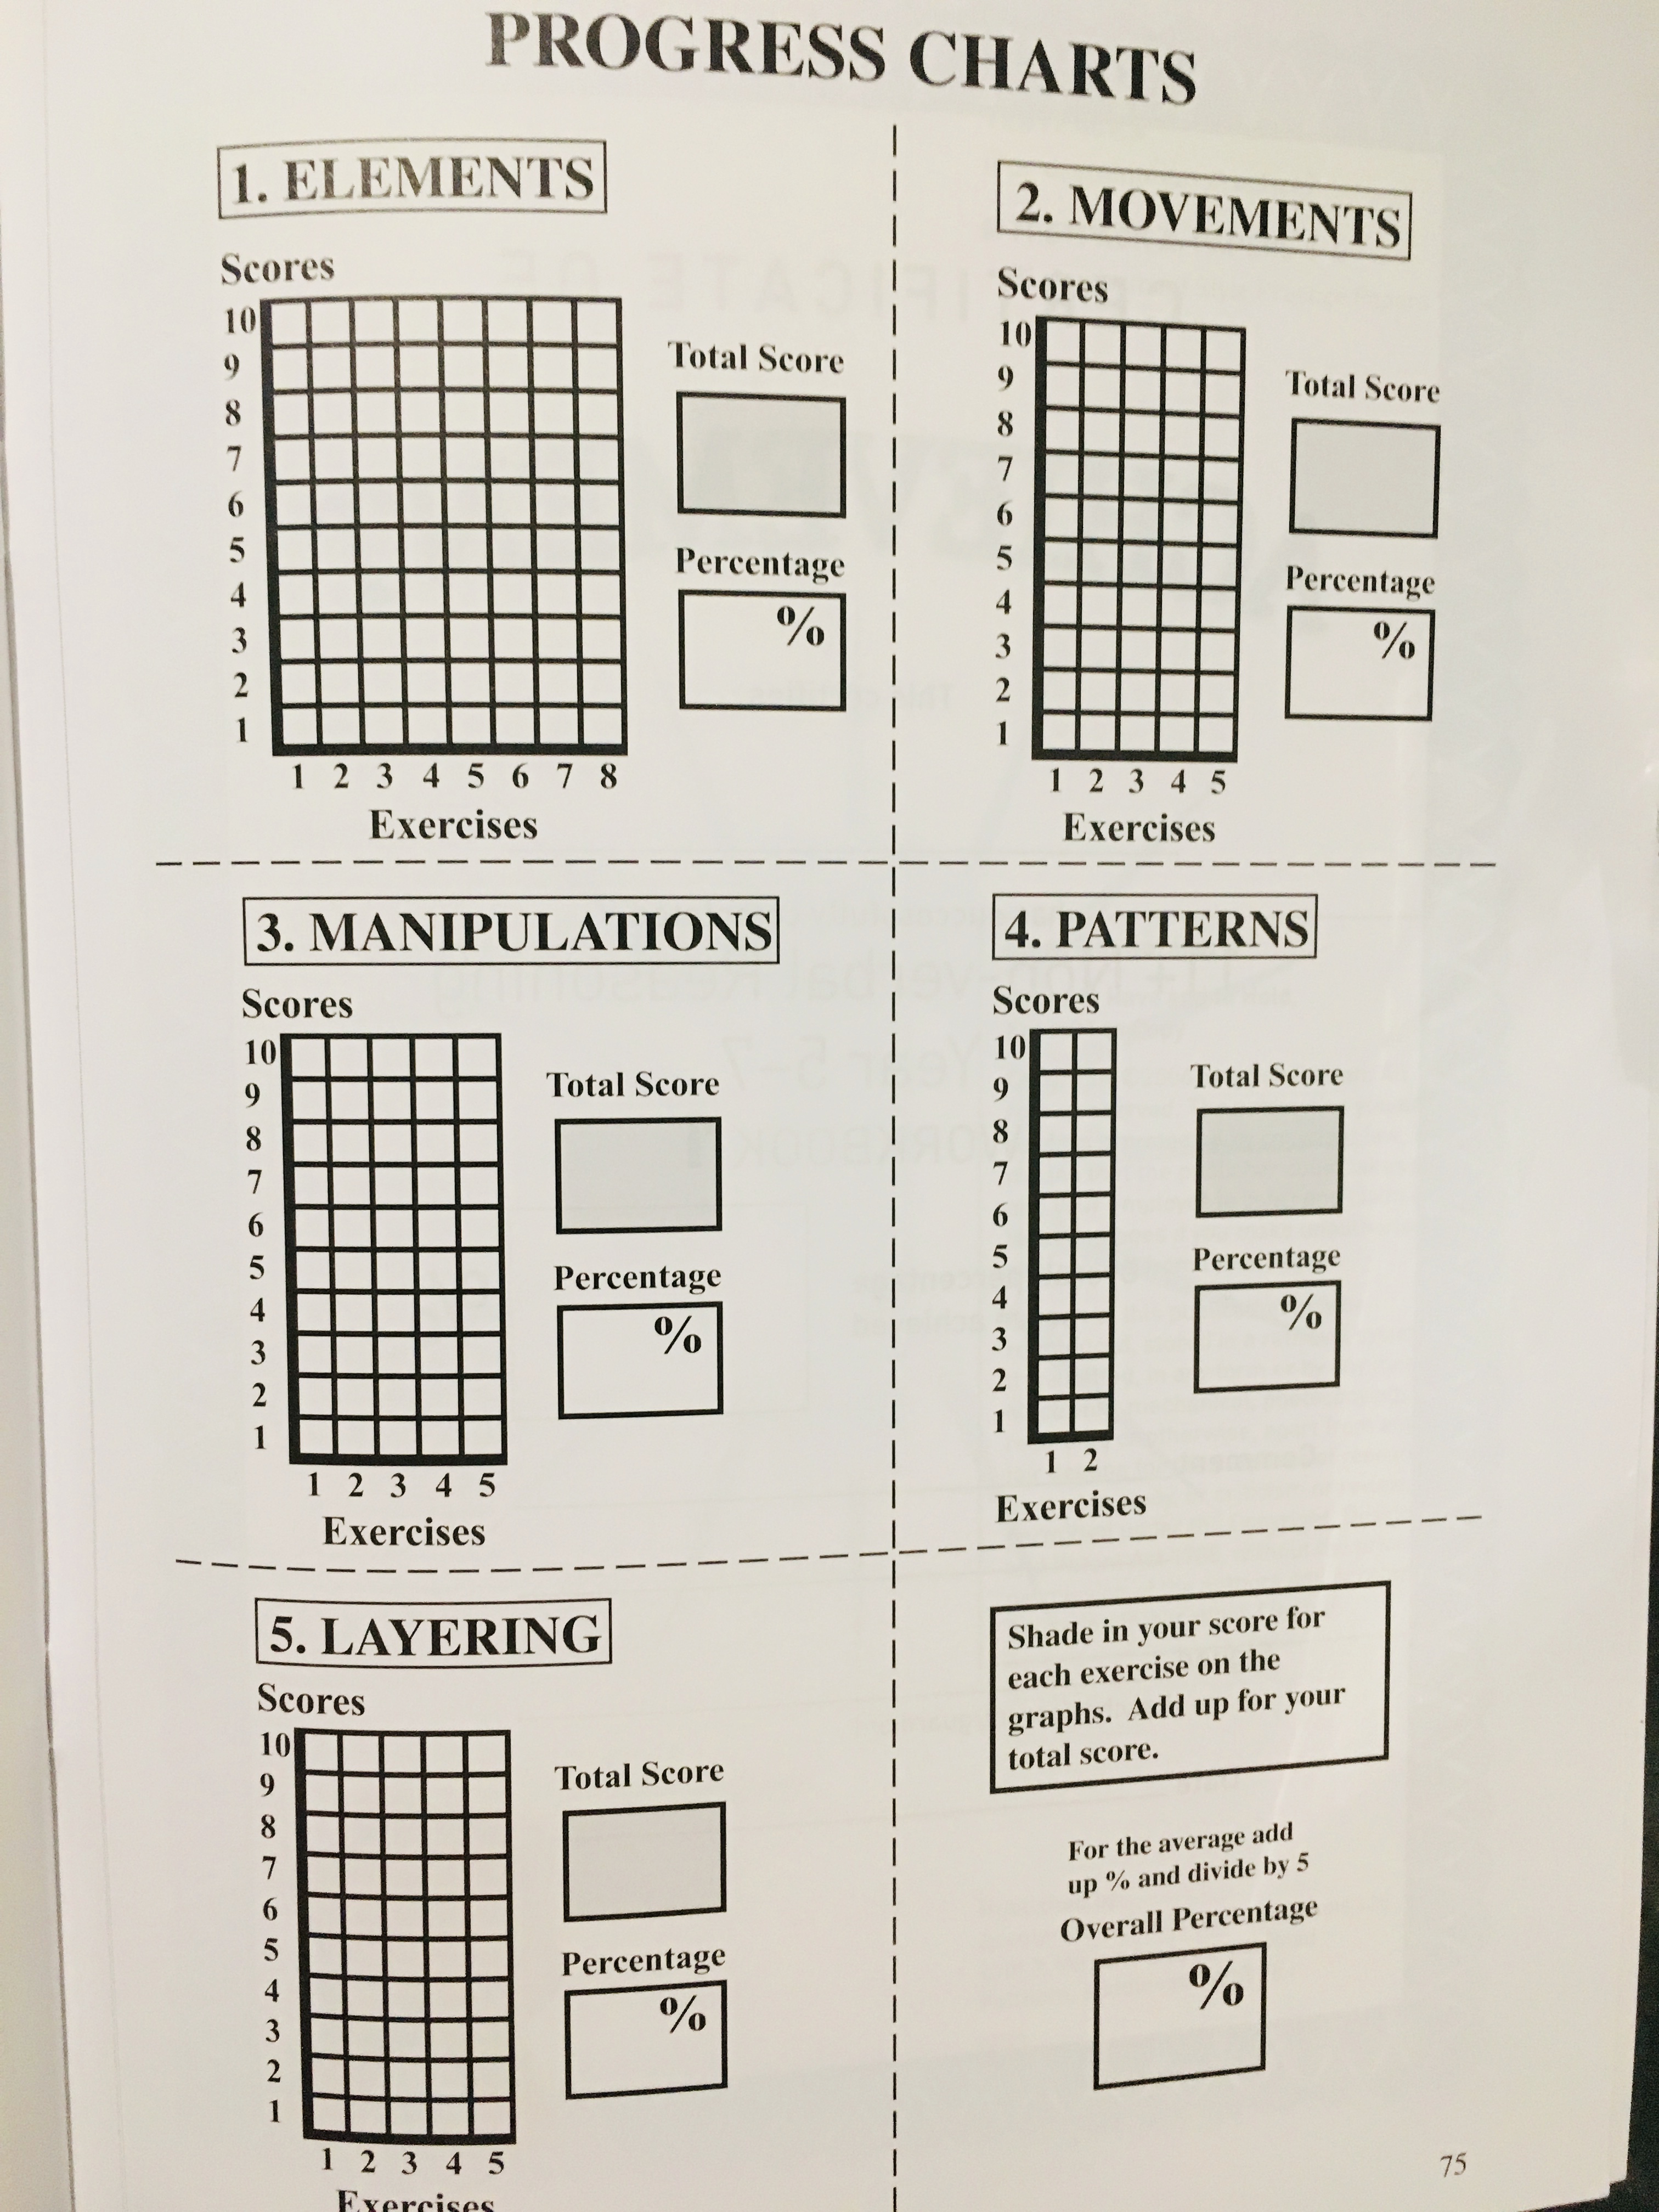 PROGRESS CHARTS
1. ELEMENTS
Scores
10
9
8
7
6
5
4
3
2
1
1 2 3 4 5 6 7 8
Exercises
Total Score
Percentage
%
2. MOVEMENTS
Scores
10
9
8
7
6
5
4
3
2
1
1 2 3 4 5
Exercises
Total Score
Percentage
%
3. MANIPULATIONS
Scores
10
9
8
7
6
5
4
3
2
1
1 2 3 4 5
Exercises
Total Score
Percentage
%
4. PATTERNS
Scores
10
9
8
7
6
5
4
3
2
1
1 2
Exercises
Total Score
Percentage
%
5. LAYERING
Scores
10
9
8
7
6
5
4
3
2
1
1 2 3 4 5
Exercises
Total Score
Percentage
%
Shade in your score for
each exercise on the
graphs. Add up for your
total score.
For the average add
up % and divide by 5
Overall Percentage
%
75